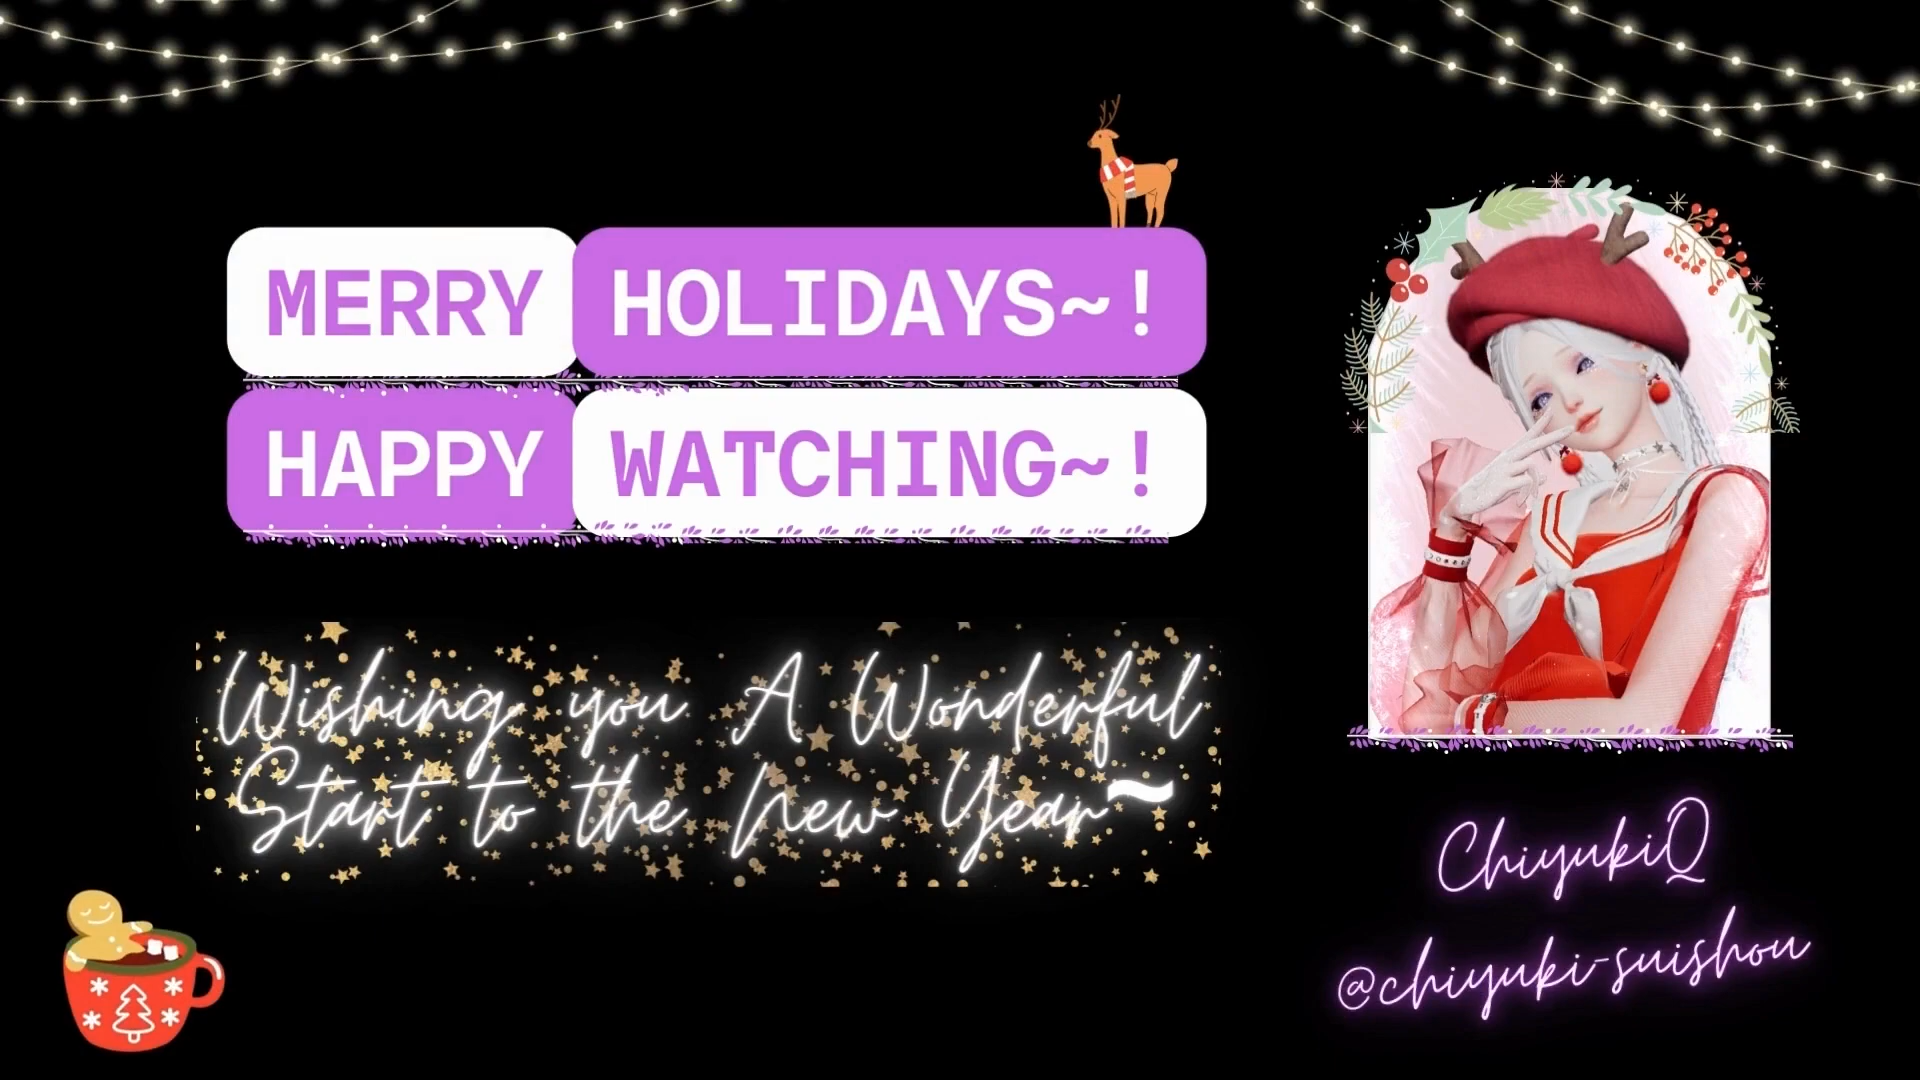 MERRY HOLIDAYS~!
HAPPY WATCHING~!
Wishing you A Wonderful
Start to the New Year~
ChiyukiQ
@chiyuki-suishou